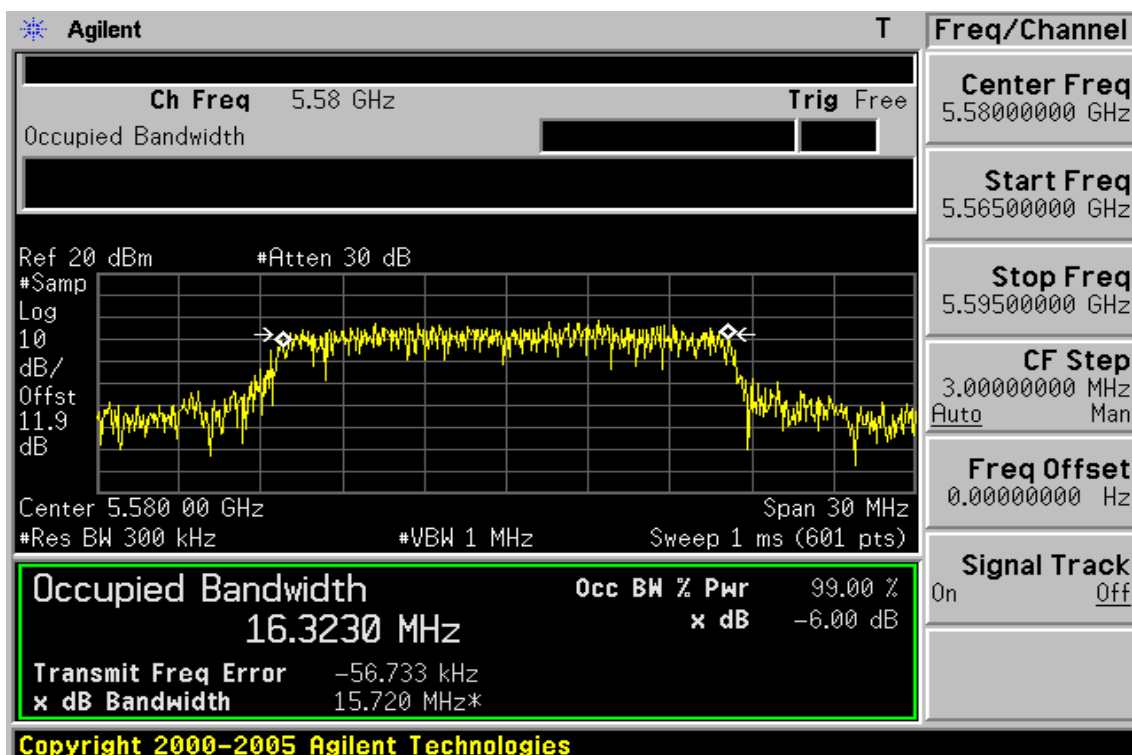 Agilent T
Ch Freq 5.58 GHz Trig Free
Occupied Bandwidth
Ref 20 dBm #Atten 30 dB
#Samp
Log
10
dB/
Offst
11.9
dB
Center 5.580 00 GHz Span 30 MHz
#Res BW 300 kHz #VBW 1 MHz Sweep 1 ms (601 pts)
Occupied Bandwidth
16.3230 MHz
Occ BW % Pwr 99.00 %
x dB -6.00 dB
Transmit Freq Error -56.733 kHz
x dB Bandwidth 15.720 MHz*
Copyright 2000-2005 Agilent Technologies
Freq/Channel
Center Freq
5.58000000 GHz
Start Freq
5.56500000 GHz
Stop Freq
5.59500000 GHz
CF Step
3.00000000 MHz
Auto Man
Freq Offset
0.00000000 Hz
Signal Track
On Off